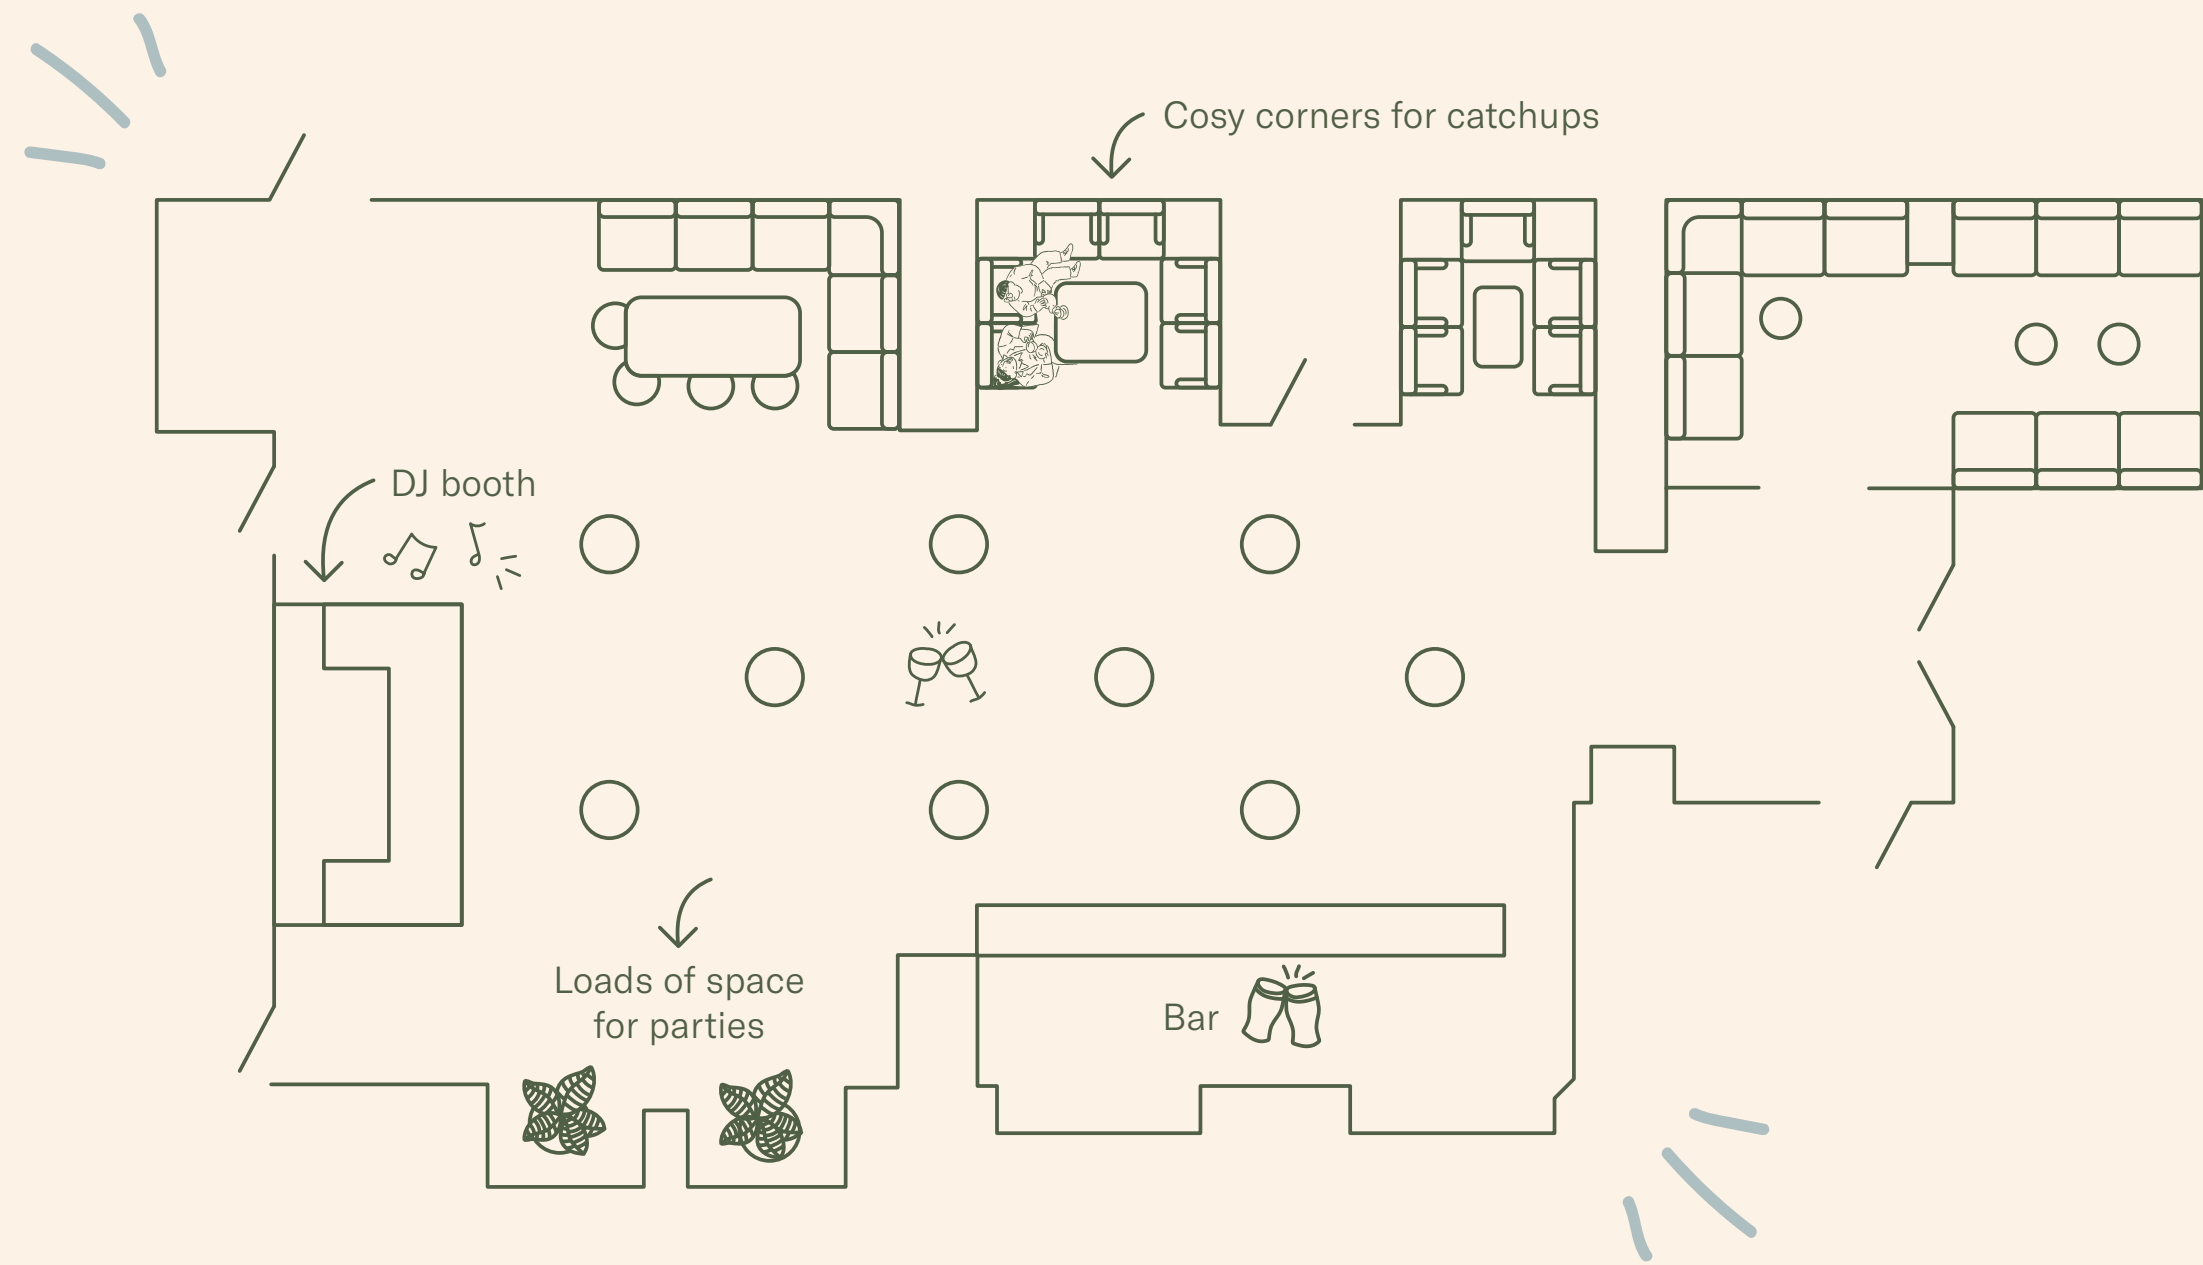 Cosy corners for catchups
DJ booth
Loads of space
for parties
Bar